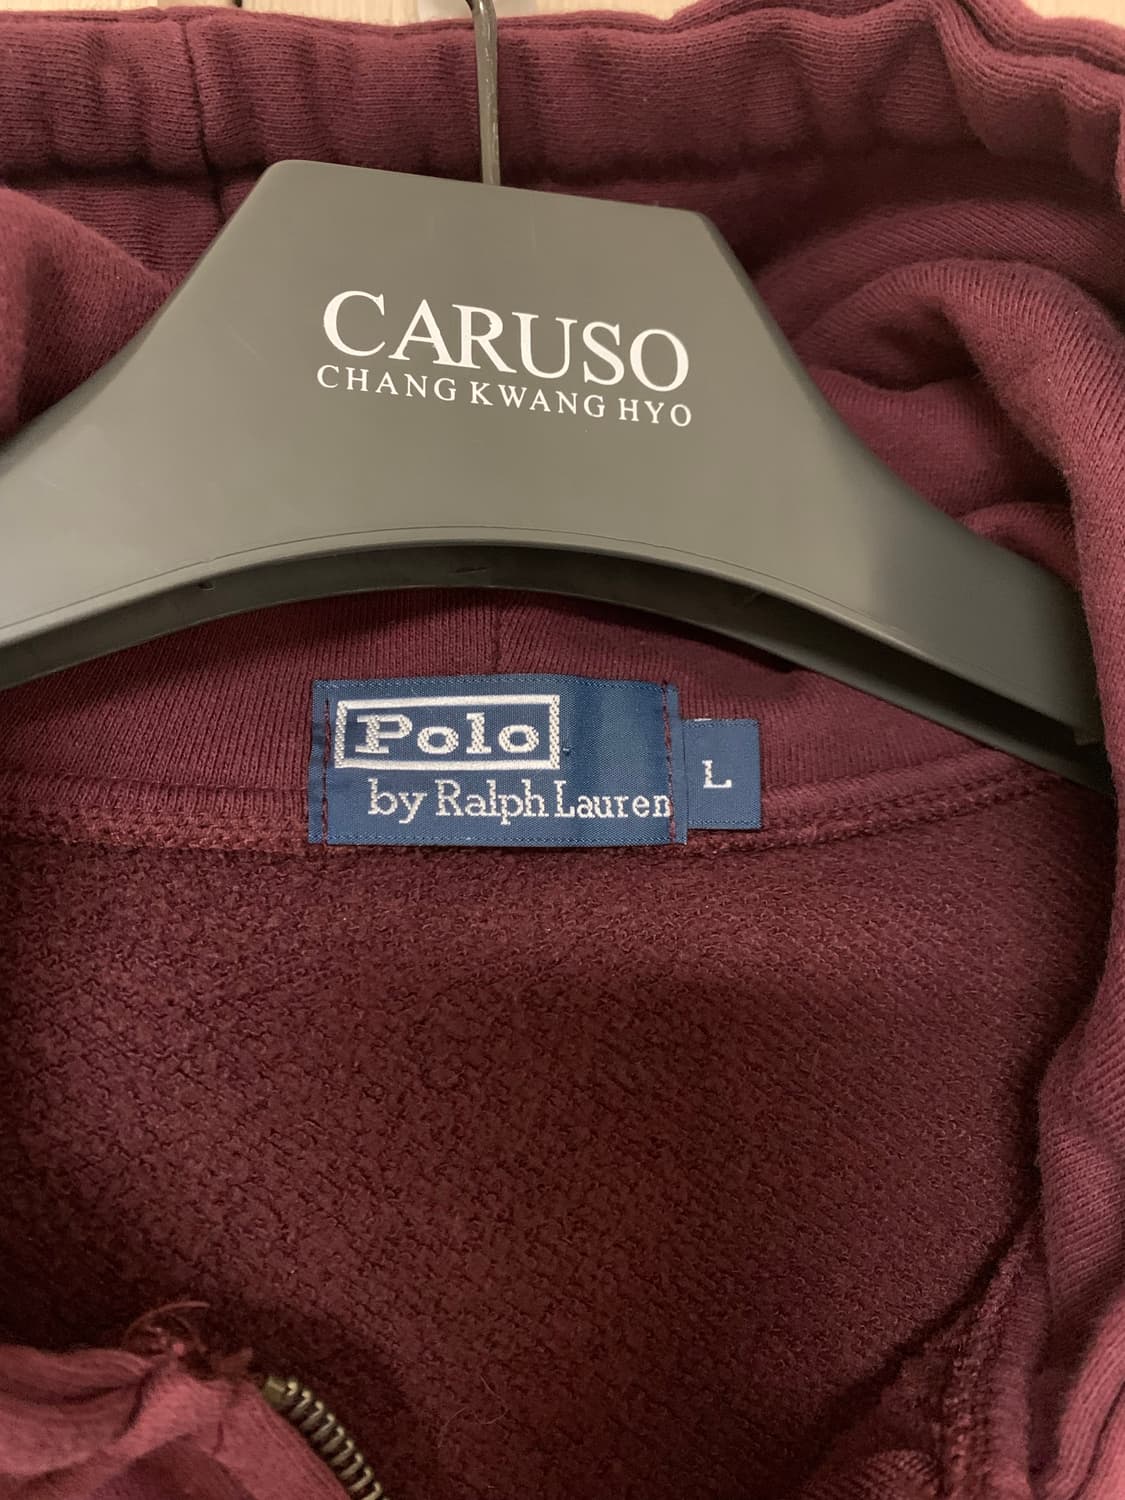 CARUSO
CHANG KWANG HYO
Polo
by Ralph Lauren
L